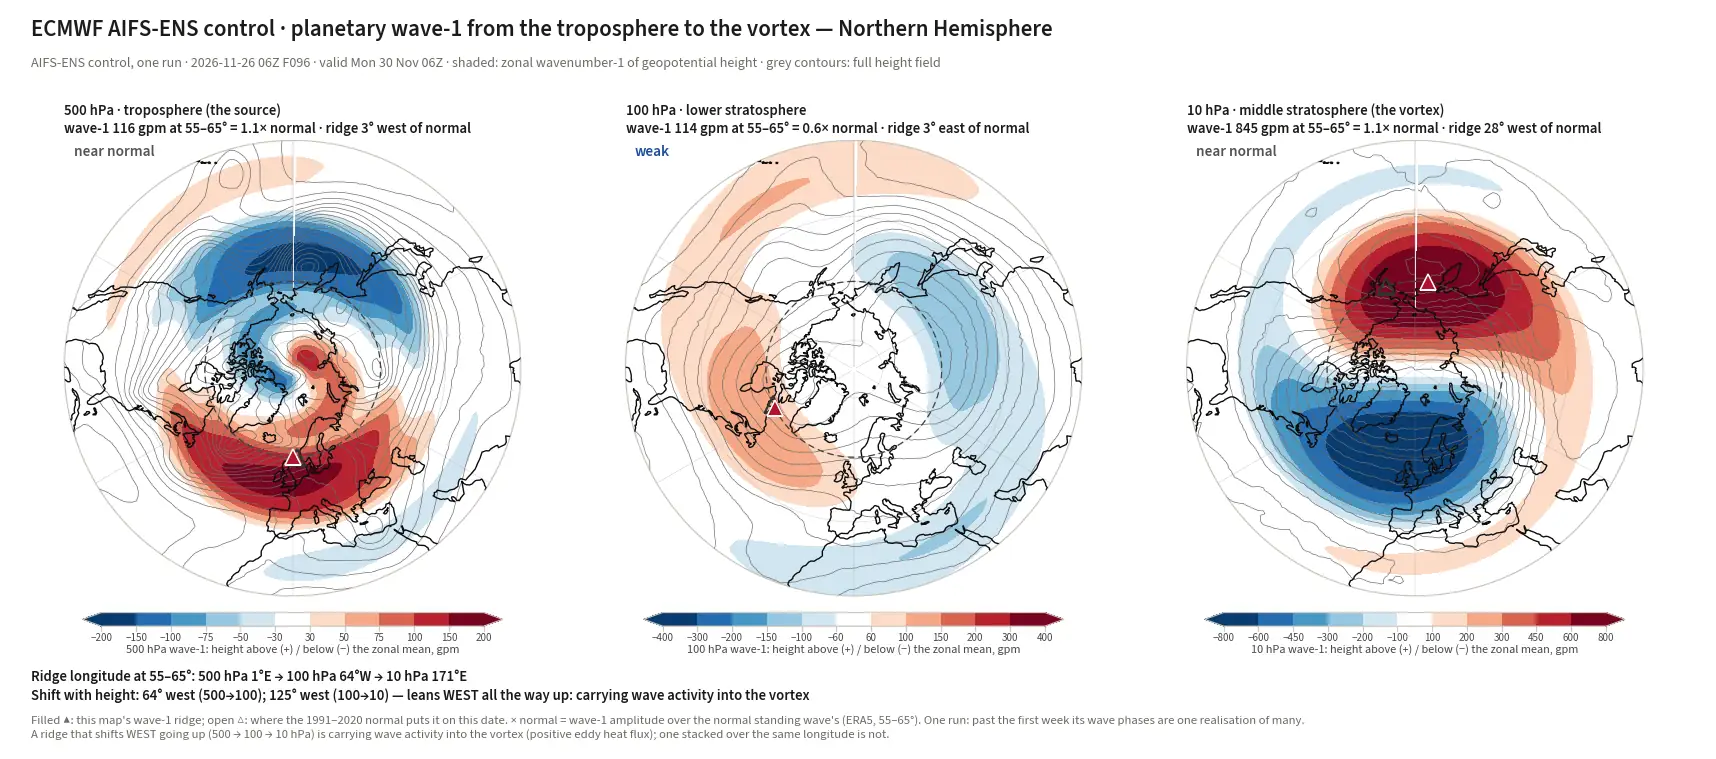 ECMWF AIFS-ENS control · planetary wave-1 from the troposphere to the vortex — Northern Hemisphere
AIFS-ENS control, one run · 2026-11-26 06Z F096 · valid Mon 30 Nov 06Z · shaded: zonal wavenumber-1 of geopotential height · grey contours: full height field
500 hPa · troposphere (the source)
wave-1 116 gpm at 55–65° = 1.1× normal · ridge 3° west of normal
near normal
100 hPa · lower stratosphere
wave-1 114 gpm at 55–65° = 0.6× normal · ridge 3° east of normal
weak
10 hPa · middle stratosphere (the vortex)
wave-1 845 gpm at 55–65° = 1.1× normal · ridge 28° west of normal
near normal
−200 −150 −100 −75 −50 −30 30 50 75 100 150 200
500 hPa wave-1: height above (+) / below (−) the zonal mean, gpm
−400 −300 −200 −150 −100 −60 60 100 150 200 300 400
100 hPa wave-1: height above (+) / below (−) the zonal mean, gpm
−800 −600 −450 −300 −200 −100 100 200 300 450 600 800
10 hPa wave-1: height above (+) / below (−) the zonal mean, gpm
Ridge longitude at 55–65°: 500 hPa 1°E → 100 hPa 64°W → 10 hPa 171°E
Shift with height: 64° west (500→100); 125° west (100→10) — leans WEST all the way up: carrying wave activity into the vortex
Filled ▲: this map's wave-1 ridge; open △: where the 1991–2020 normal puts it on this date. × normal = wave-1 amplitude over the normal standing wave's (ERA5, 55–65°). One run: past the first week its wave phases are one realisation of many.
A ridge that shifts WEST going up (500 → 100 → 10 hPa) is carrying wave activity into the vortex (positive eddy heat flux); one stacked over the same longitude is not.